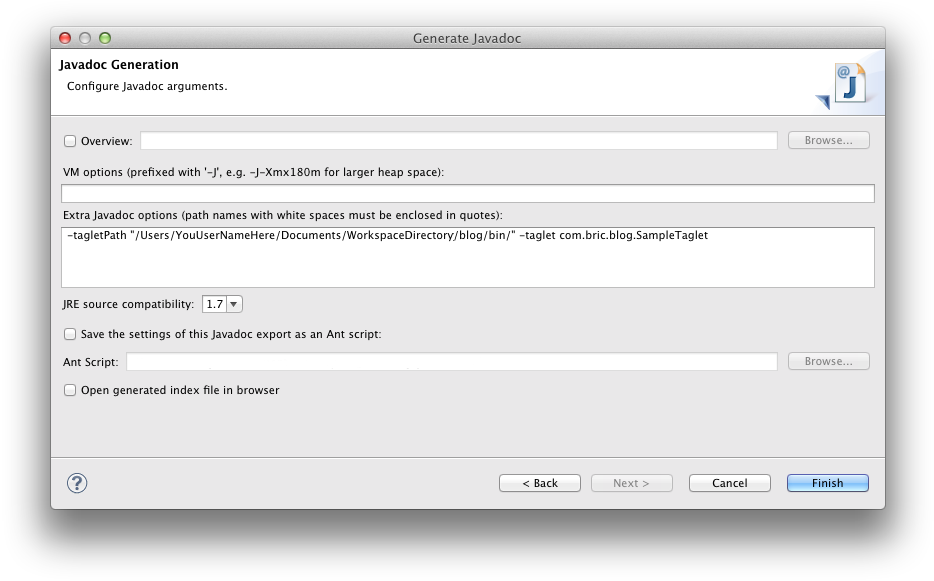 Generate Javadoc
Javadoc Generation
Configure Javadoc arguments.
@
J
Overview:
Browse...
VM options (prefixed with '-J', e.g. -J-Xmx180m for larger heap space):
Extra Javadoc options (path names with white spaces must be enclosed in quotes):
-tagletPath "/Users/YouUserNameHere/Documents/WorkspaceDirectory/blog/bin/" -taglet com.bric.blog.SampleTaglet
JRE source compatibility: 1.7
Save the settings of this Javadoc export as an Ant script:
Ant Script:
Browse...
Open generated index file in browser
?
< Back
Next >
Cancel
Finish